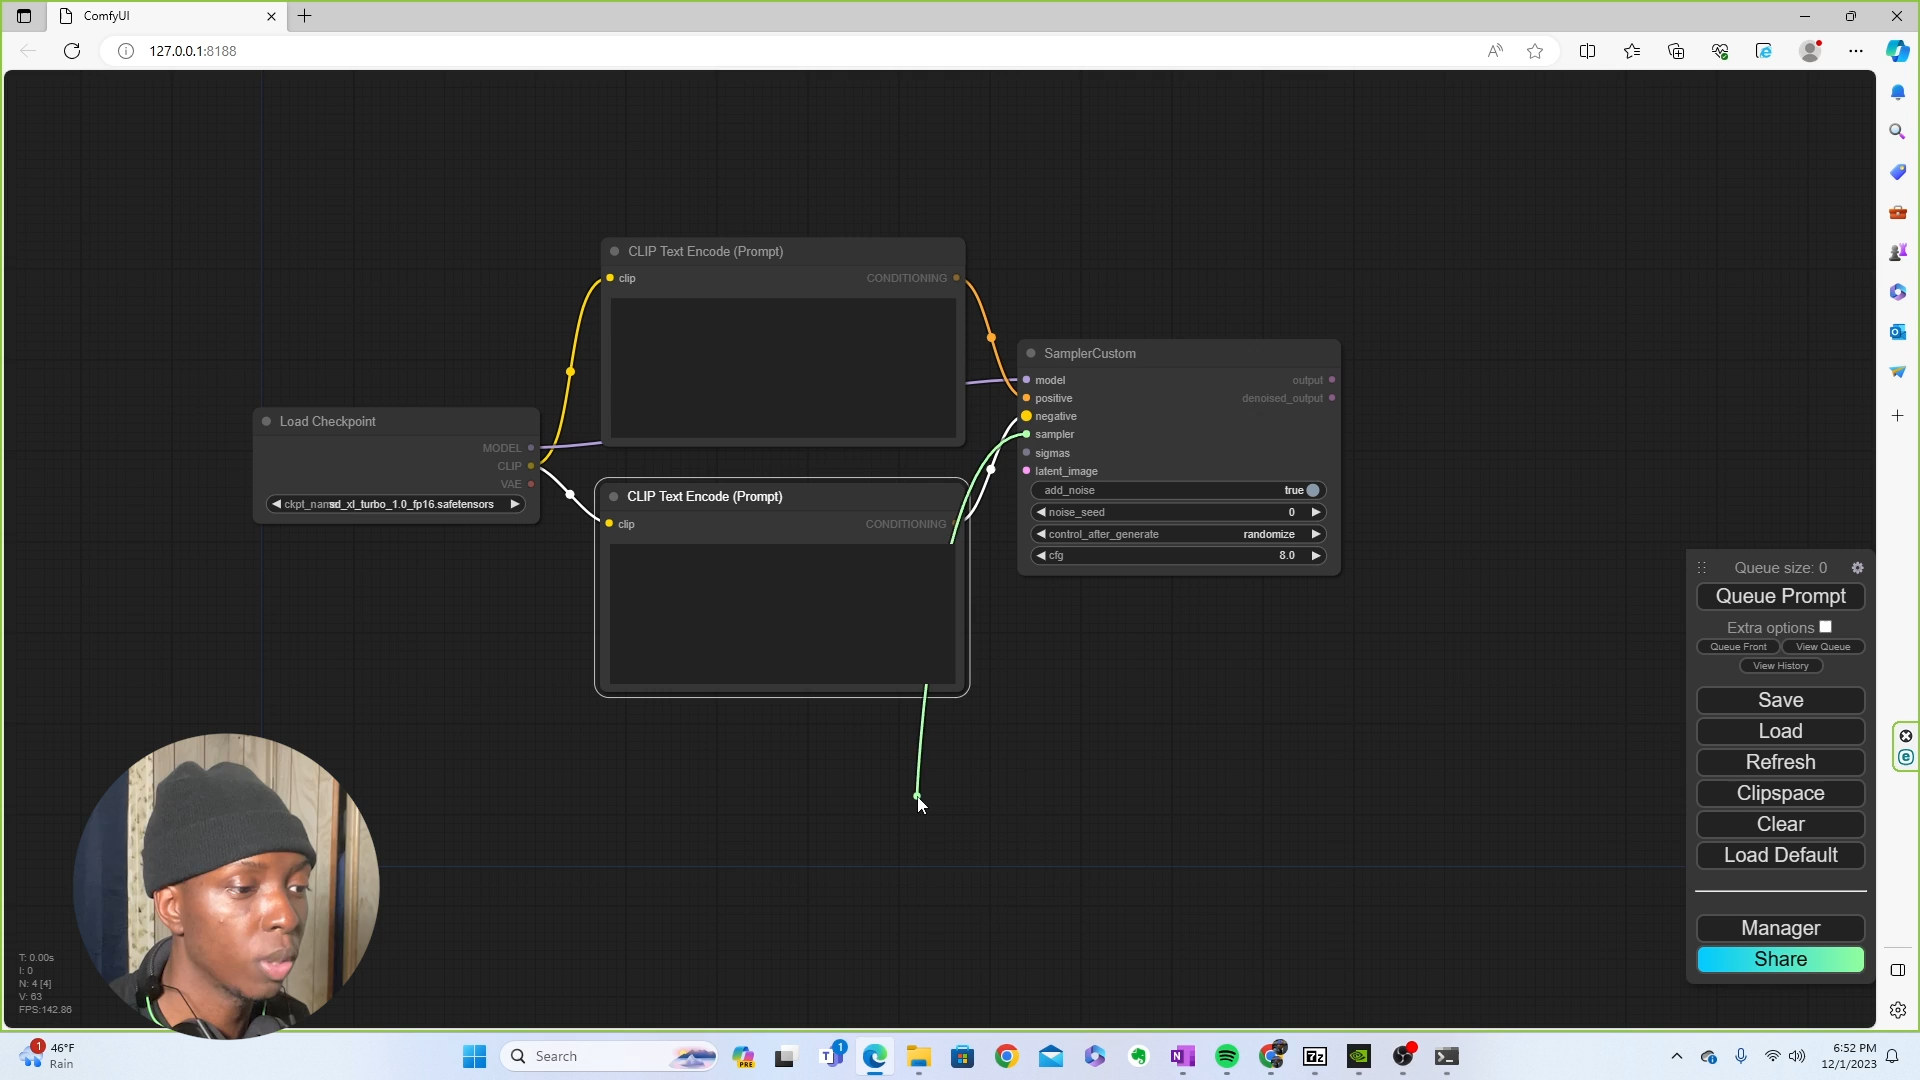 ComfyUI
127.0.0.1:8188
CLIP Text Encode (Prompt)
clip
CONDITIONING
SamplerCustom
model
output
positive
denoised_output
negative
sampler
sigmas
latent_image
add_noise
true
noise_seed
0
control_after_generate
randomize
cfg
8.0
Load Checkpoint
MODEL
CLIP
VAE
sd_xl_turbo_1.0_fp16.safetensors
CLIP Text Encode (Prompt)
clip
CONDITIONING
Queue size: 0
Queue Prompt
Extra options
Queue Front
View Queue
View History
Save
Load
Refresh
Clipspace
Clear
Load Default
Manager
Share
T: 0.00s
I: 0
N: 4 [4]
V: 63
FPS:142.86
1
46°F
Rain
Search
PRE
1
T
N
7z
6:52 PM
12/1/2023